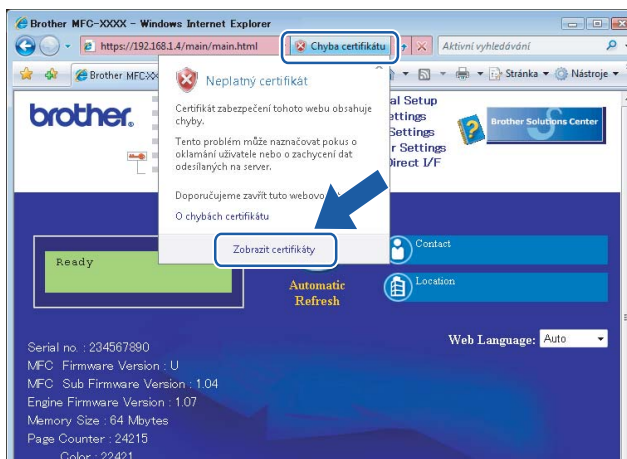 Brother MFC-XXXX - Windows Internet Explorer
https://192.168.1.4/main/main.html
Chyba certifikátu
Aktivní vyhledávání
Brother MFC-XX
Stránka
Nástroje
Neplatný certifikát
Certifikát zabezpečení tohoto webu obsahuje
chyby.
Tento problém může naznačovat pokus o
oklamání uživatele nebo o zachycení dat
odesílaných na server.
Doporučujeme zavřít tuto webovo
O chybách certifikátu
Zobrazit certifikáty
brother.
al Setup
ettings
Settings
r Settings
Direct I/F
Brother Solutions Center
Ready
Automatic
Refresh
Contact
Location
Web Language: Auto
Serial no. : 234567890
MFC Firmware Version : U
MFC Sub Firmware Version : 1.04
Engine Firmware Version : 1.07
Memory Size : 64 Mbytes
Page Counter : 24215
Color : 22421